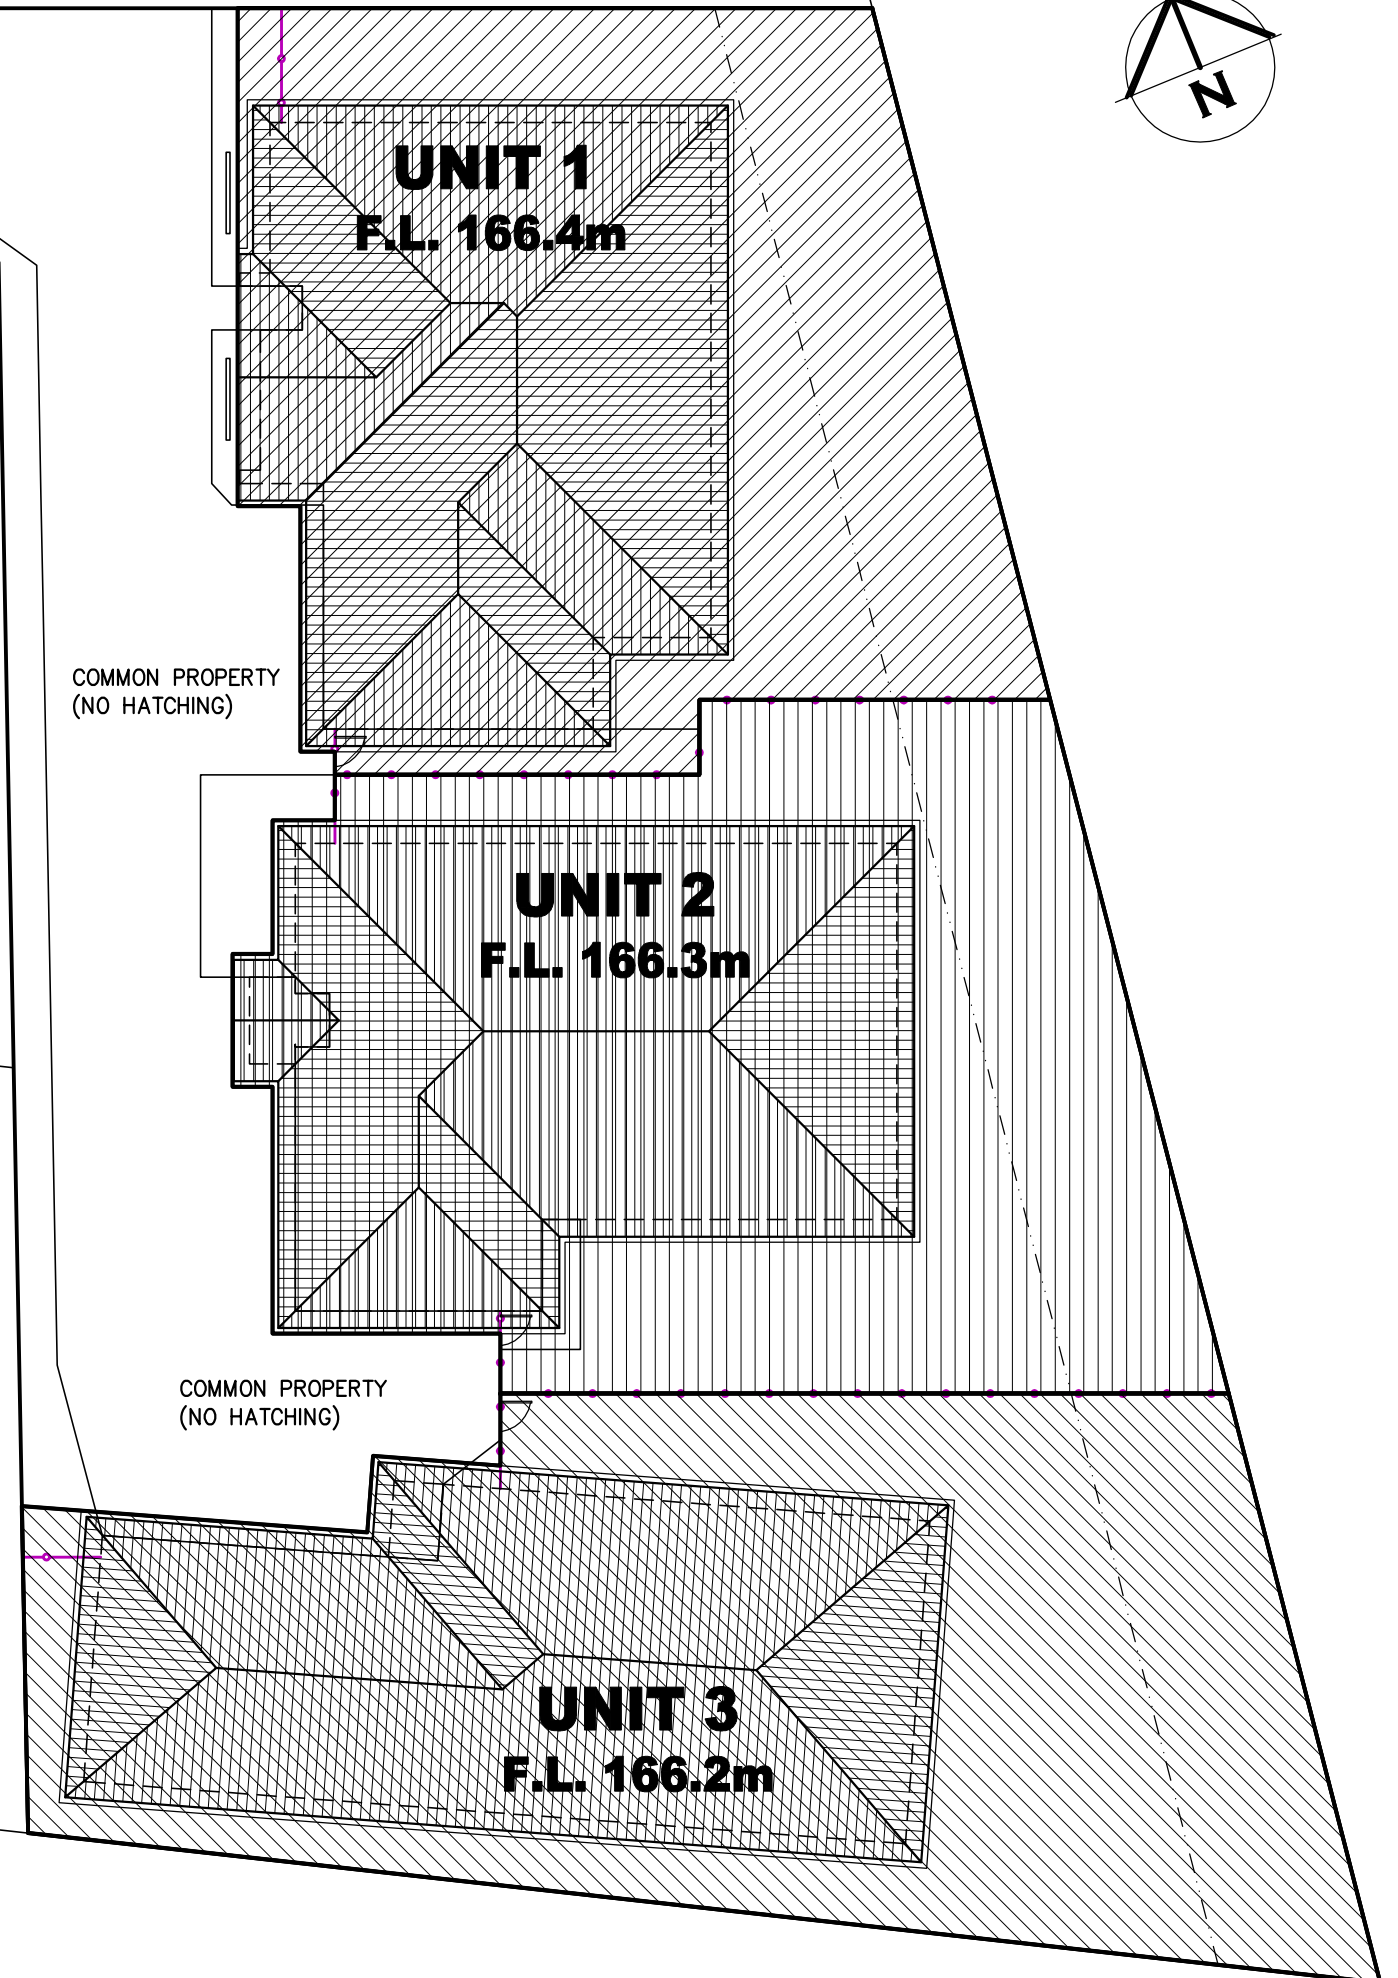 N
UNIT 1
F.L. 166.4m
COMMON PROPERTY
(NO HATCHING)
UNIT 2
F.L. 166.3m
COMMON PROPERTY
(NO HATCHING)
UNIT 3
F.L. 166.2m